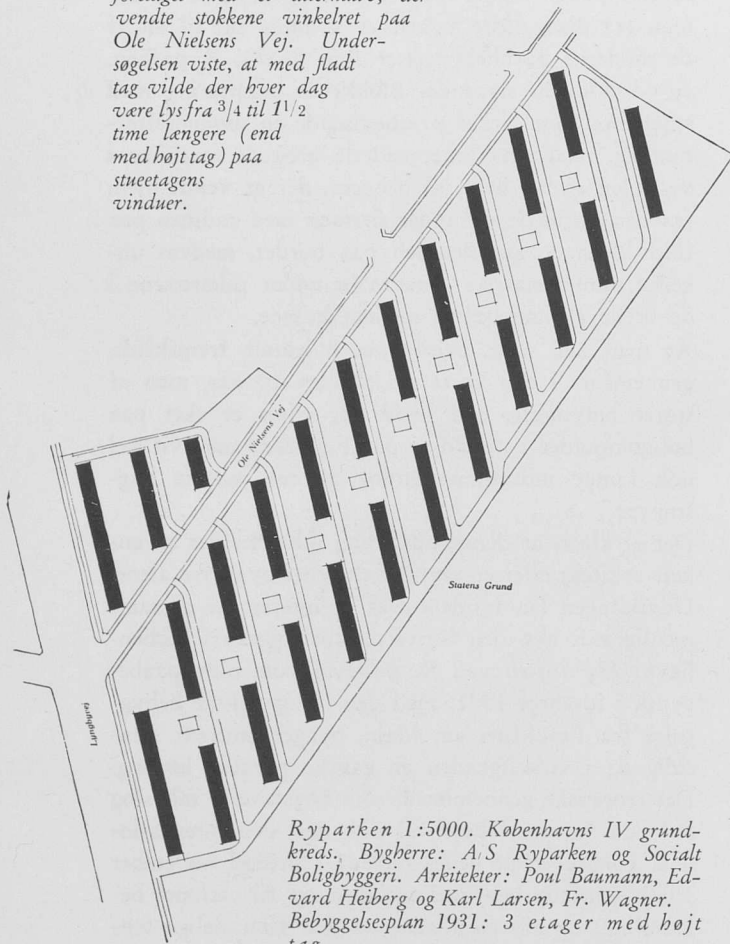 vendte stokkene vinkelret paa
Ole Nielsens Vej. Under-
søgelsen viste, at med fladt
tag vilde der hver dag
være lys fra 3/4 til 1 1/2
time længere (end
med højt tag) paa
stueetagens
vinduer.
Ole Nielsens Vej
Statens Grund
Lyngbyvej
Ryparken 1:5000. Københavns IV grund-
kreds. Bygherre: A/S Ryparken og Socialt
Boligbyggeri. Arkitekter: Poul Baumann, Ed-
vard Heiberg og Karl Larsen, Fr. Wagner.
Bebyggelsesplan 1931: 3 etager med højt